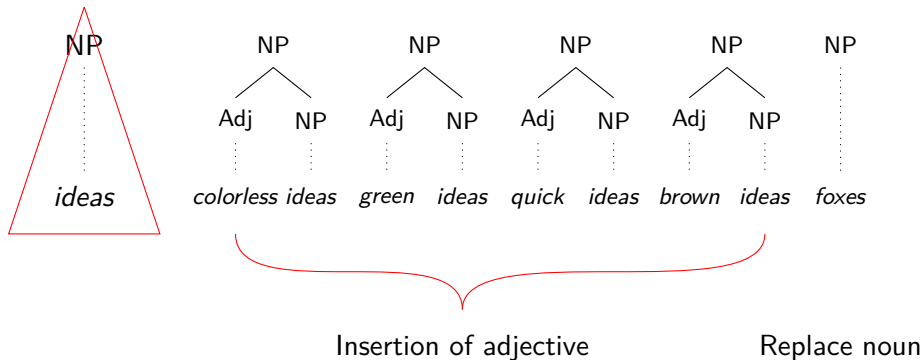 NP NP NP NP NP NP
Adj NP Adj NP Adj NP Adj NP
ideas colorless ideas green ideas quick ideas brown ideas foxes
Insertion of adjective Replace noun